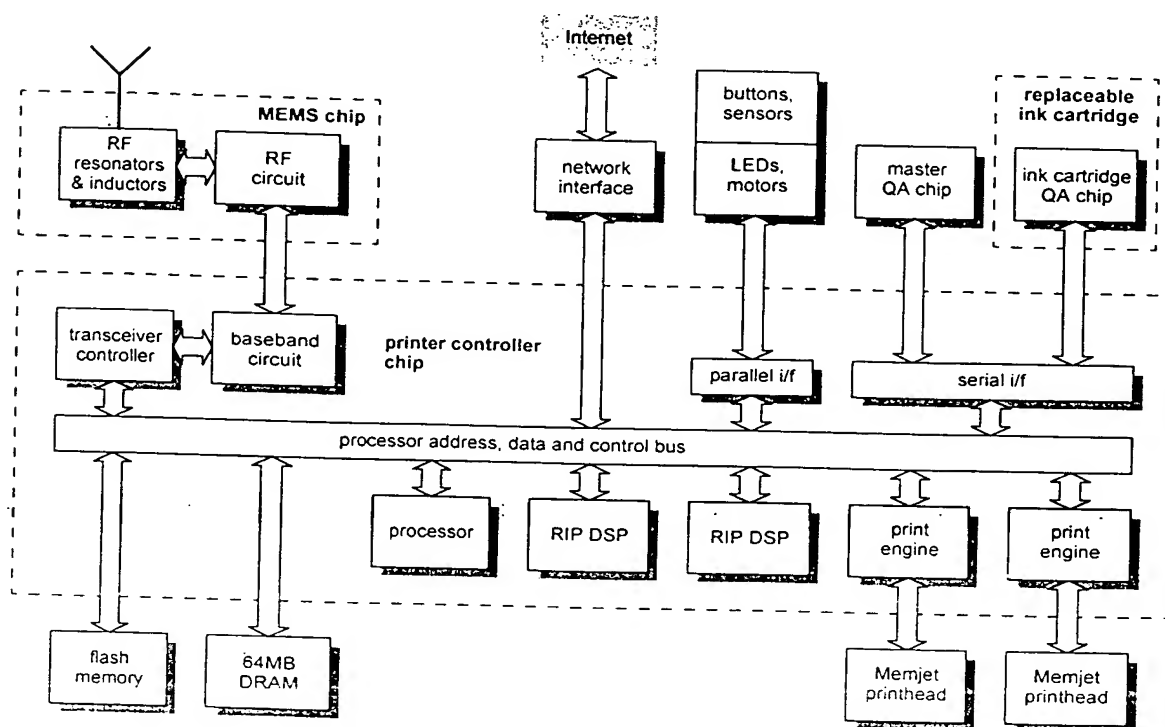 Internet
MEMS chip
RF
resonators
& inductors
RF
circuit
network
interface
buttons,
sensors
LEDs,
motors
master
QA chip
replaceable
ink cartridge
ink cartridge
QA chip
transceiver
controller
baseband
circuit
printer controller
chip
parallel i/f
serial i/f
processor address, data and control bus
processor
RIP DSP
RIP DSP
print
engine
print
engine
flash
memory
64MB
DRAM
Memjet
printhead
Memjet
printhead